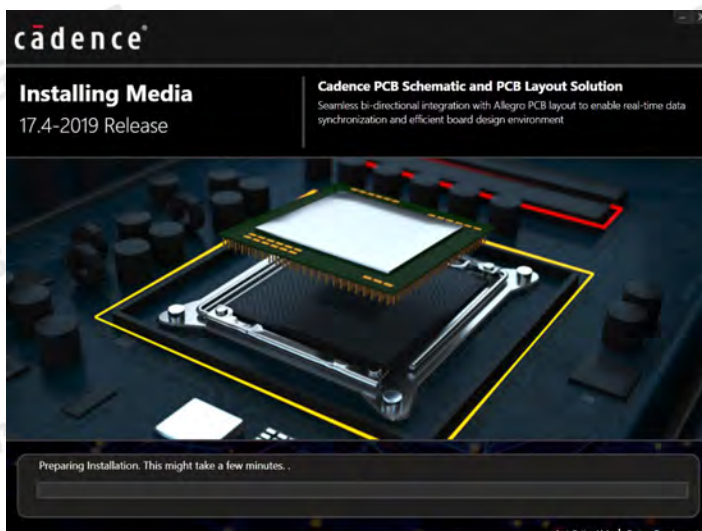 cādence®
Installing Media
17.4-2019 Release
Cadence PCB Schematic and PCB Layout Solution
Seamless bi-directional integration with Allegro PCB layout to enable real-time data
synchronization and efficient board design environment
Preparing Installation. This might take a few minutes. .